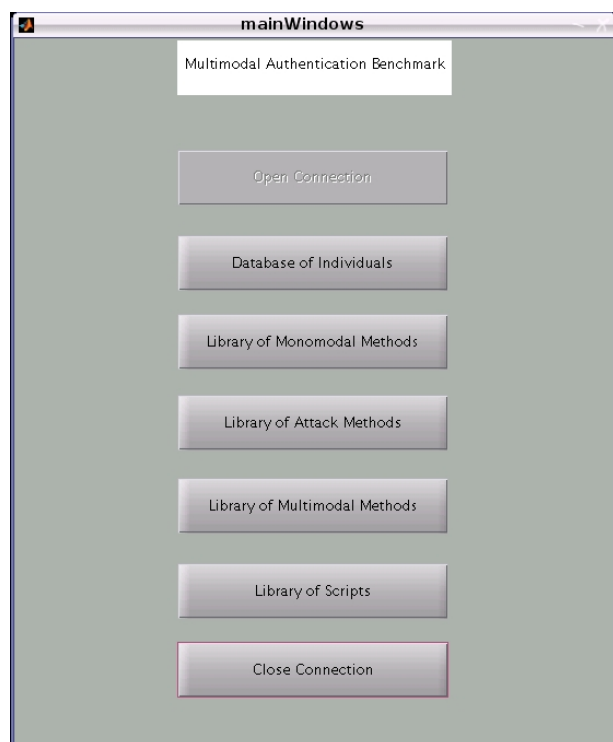 mainWindows
Multimodal Authentication Benchmark
Open Connection
Database of Individuals
Library of Monomodal Methods
Library of Attack Methods
Library of Multimodal Methods
Library of Scripts
Close Connection